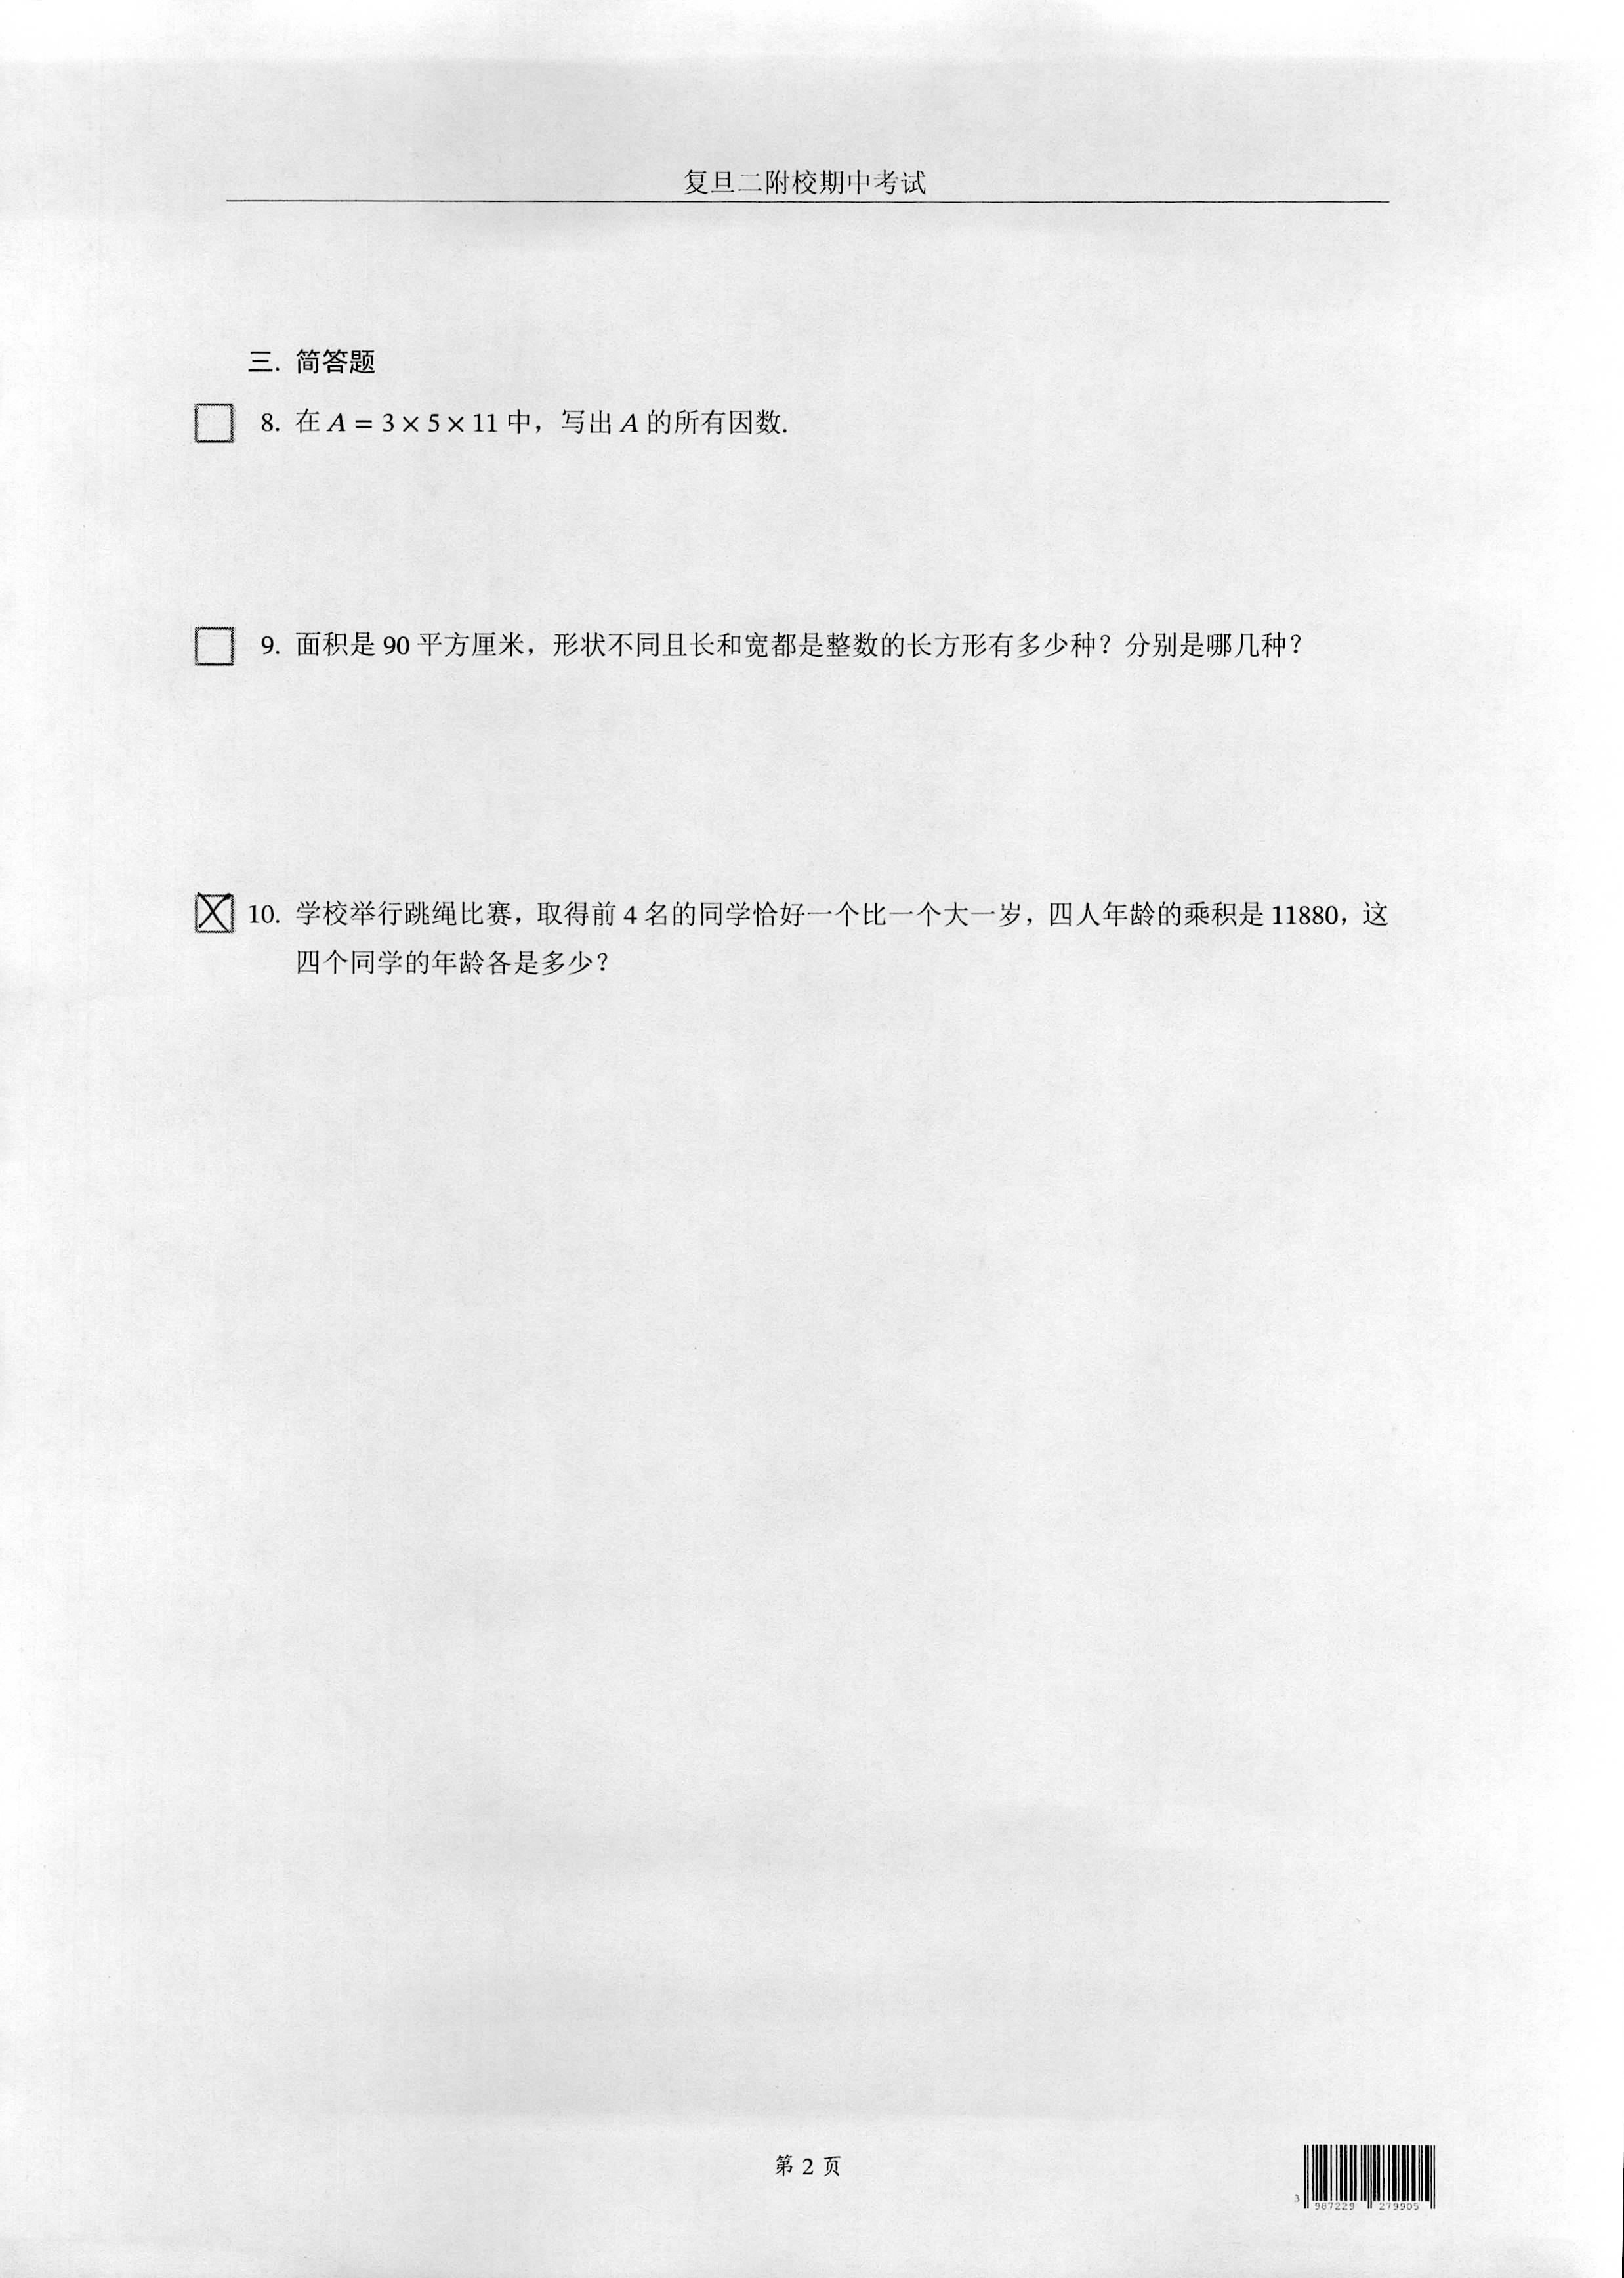 复旦二附校期中考试
三. 简答题
8. 在 A = 3 × 5 × 11 中，写出 A 的所有因数.
9. 面积是 90 平方厘米，形状不同且长和宽都是整数的长方形有多少种？分别是哪几种？
10. 学校举行跳绳比赛，取得前 4 名的同学恰好一个比一个大一岁，四人年龄的乘积是 11880，这
四个同学的年龄各是多少？
第 2 页
3 987229 279905